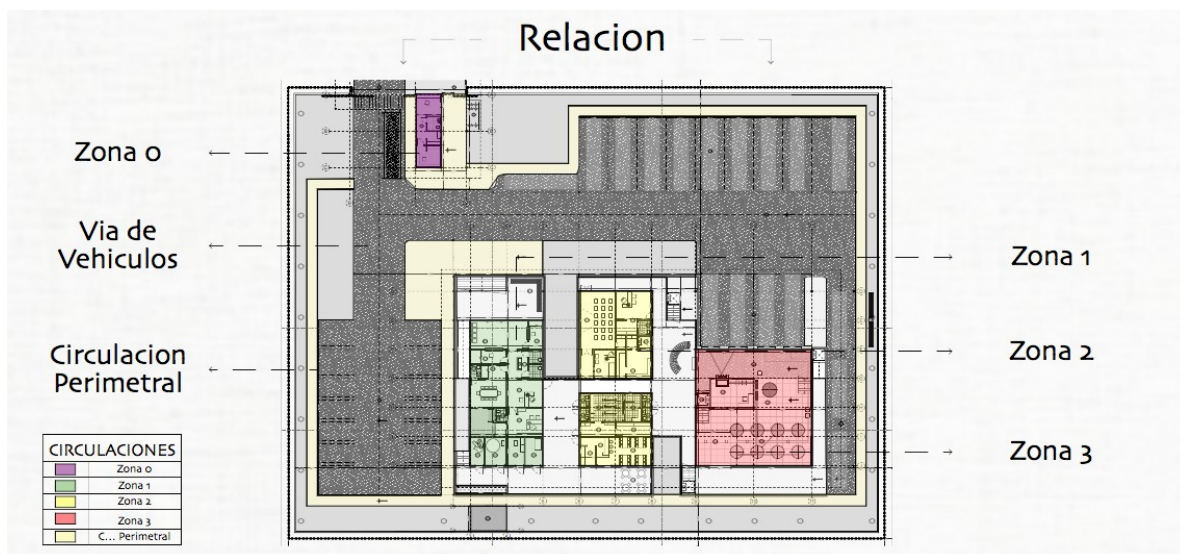 Relacion
Zona 0
Via de
Vehiculos
Circulacion
Perimetral
Zona 1
Zona 2
Zona 3
CIRCULACIONES
Zona 0
Zona 1
Zona 2
Zona 3
C... Perimetral